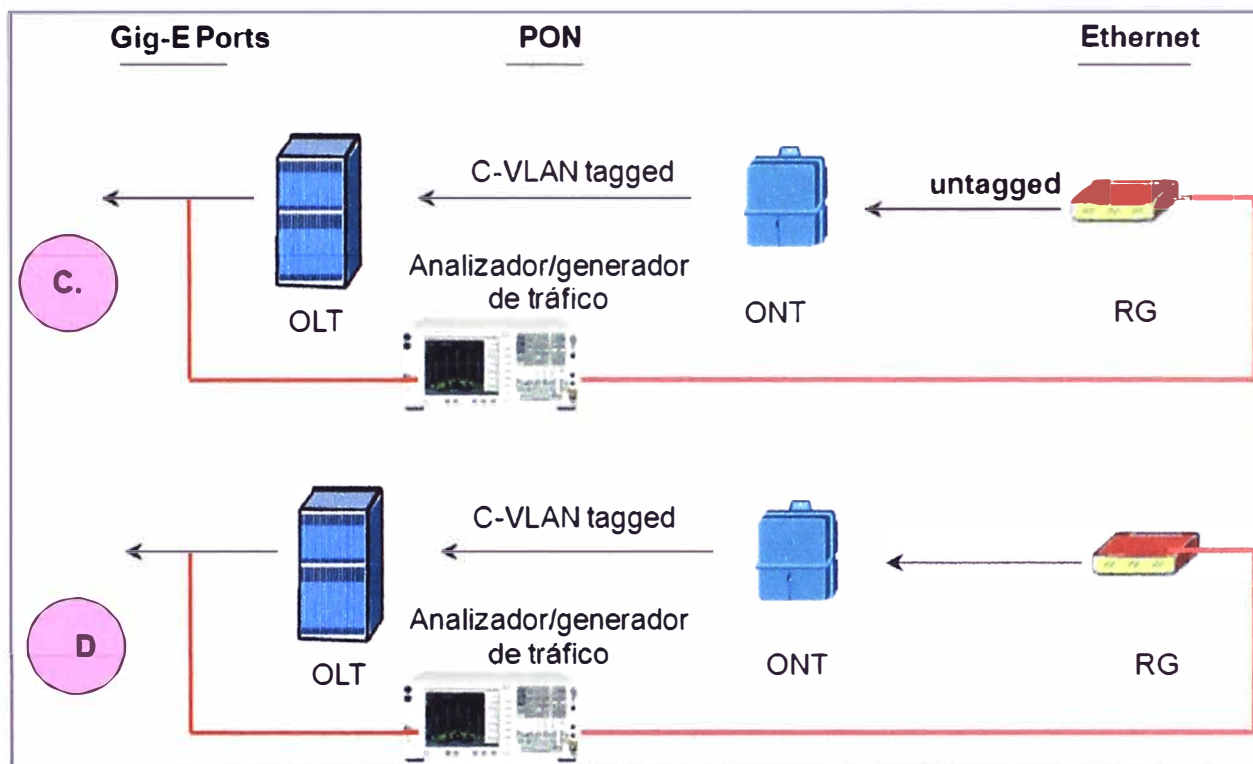 Gig-E Ports PON Ethernet
C-VLAN tagged
untagged
C.
Analizador/generador
de tráfico
OLT
ONT
RG
C-VLAN tagged
D
Analizador/generador
de tráfico
OLT
ONT
RG